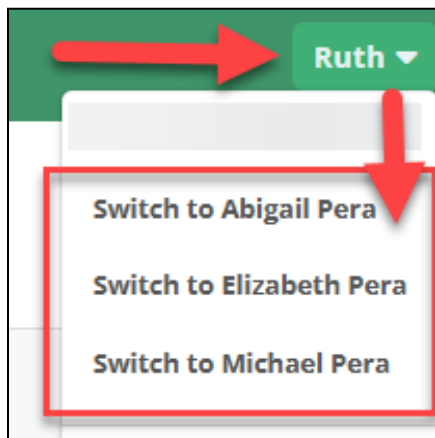 Ruth
Switch to Abigail Pera
Switch to Elizabeth Pera
Switch to Michael Pera